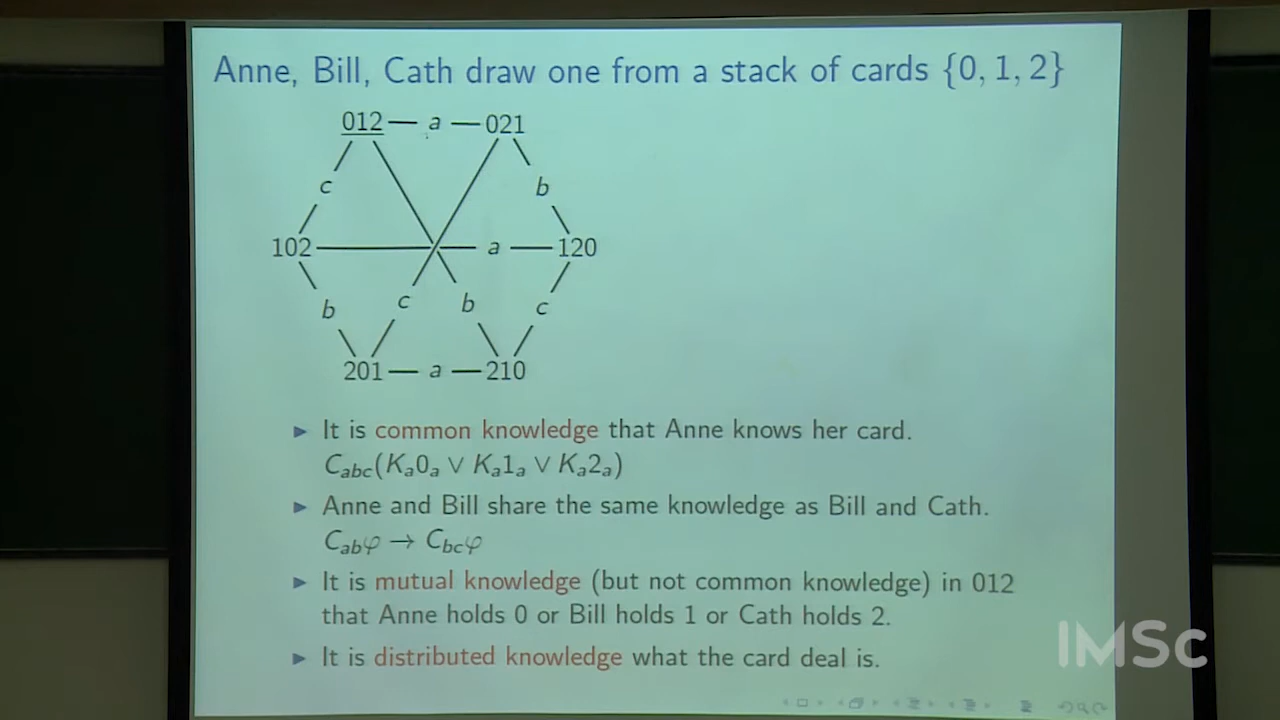 Anne, Bill, Cath draw one from a stack of cards {0, 1, 2}
012 — a — 021
c b
102 — a — 120
b c b c
201 — a — 210
► It is common knowledge that Anne knows her card.
C_abc(K_a0_a ∨ K_a1_a ∨ K_a2_a)
► Anne and Bill share the same knowledge as Bill and Cath.
C_abφ → C_bcφ
► It is mutual knowledge (but not common knowledge) in 012
that Anne holds 0 or Bill holds 1 or Cath holds 2.
► It is distributed knowledge what the card deal is.
IMSc